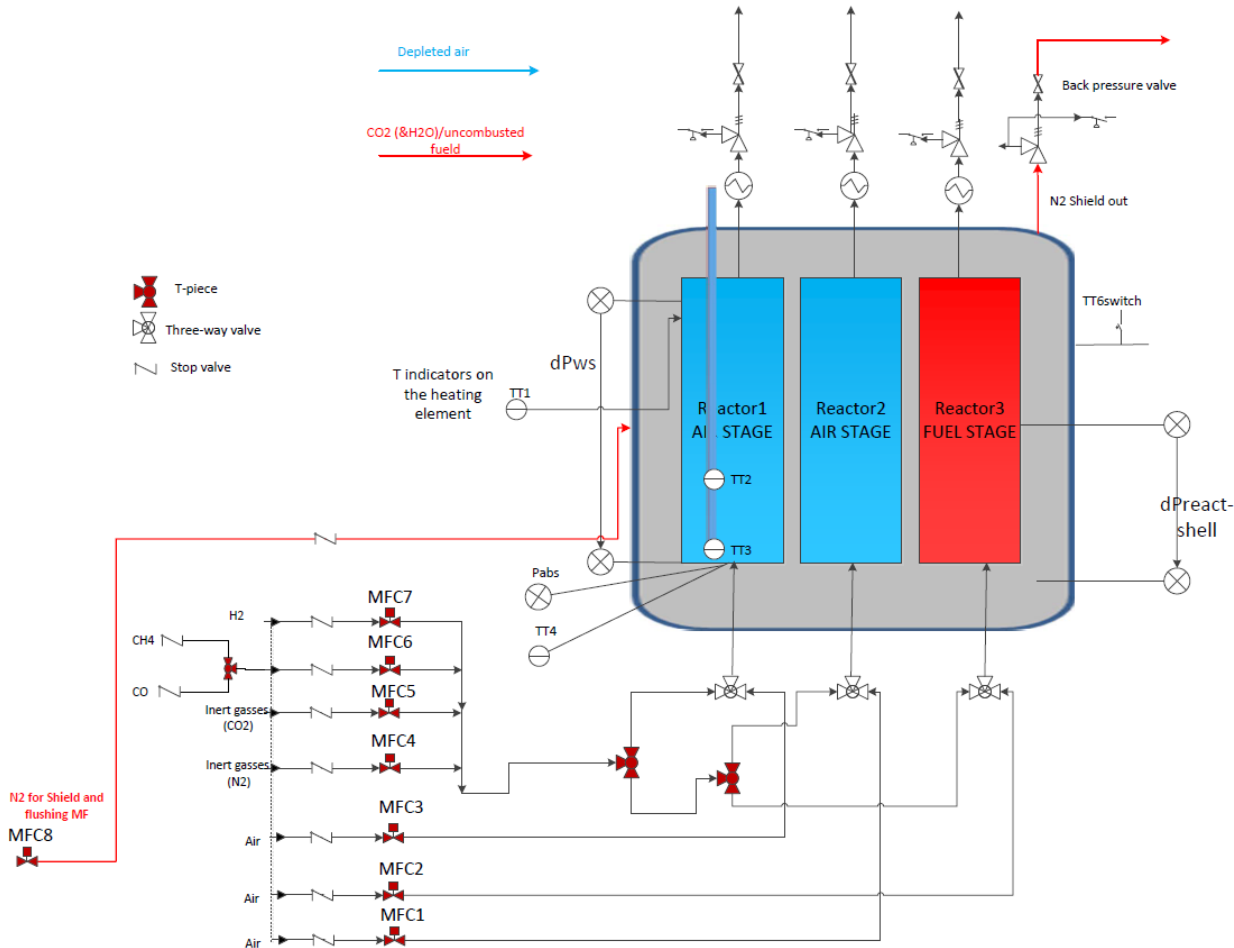 Depleted air
CO2 (&H2O)/uncombusted
fueld
Back pressure valve
N2 Shield out
T-piece
Three-way valve
Stop valve
TT6switch
dPws
T indicators on
the heating
element
TT1
Reactor1
AI  STAGE
Reactor2
AIR STAGE
Reactor3
FUEL STAGE
TT2
TT3
dPreact-
shell
Pabs
TT4
H2
MFC7
CH4
MFC6
CO
MFC5
Inert gasses
(CO2)
MFC4
Inert gasses
(N2)
N2 for Shield and
flushing MF
MFC8
MFC3
Air
MFC2
Air
MFC1
Air